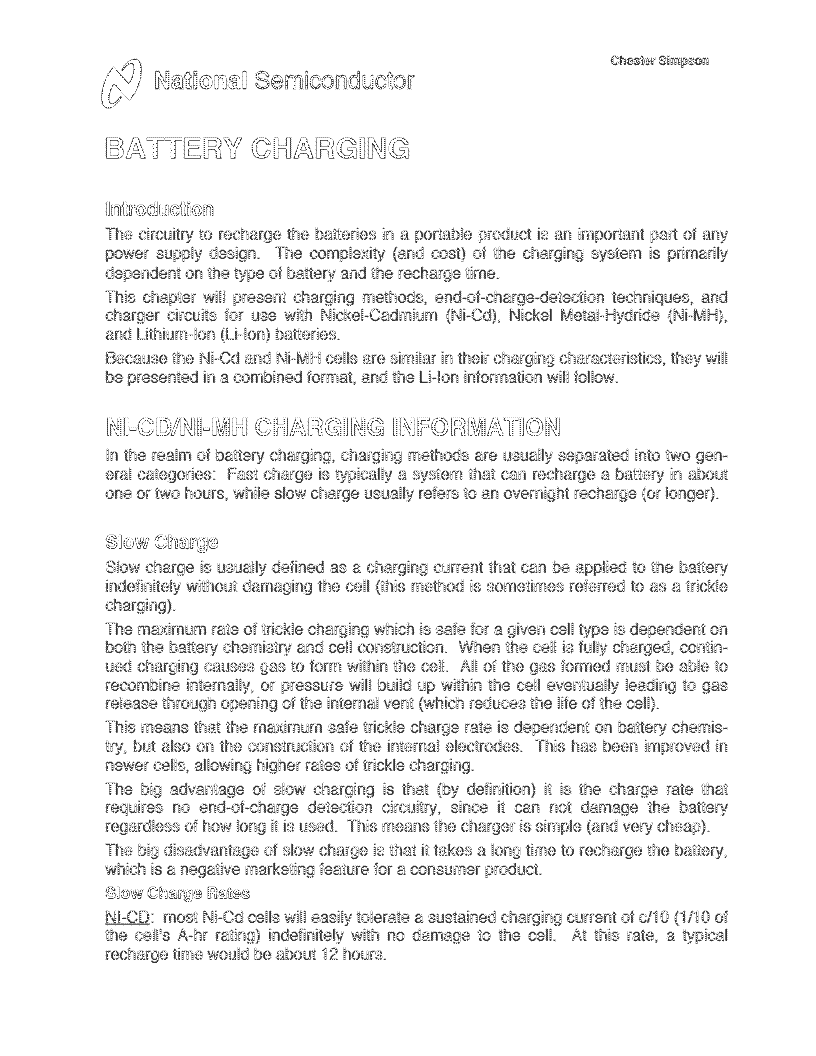 Chester Simpson
National Semiconductor
BATTERY CHARGING
Introduction
The circuitry to recharge the batteries in a portable product is an important part of any
power supply design. The complexity (and cost) of the charging system is primarily
dependent on the type of battery and the recharge time.
This chapter will present charging methods, end-of-charge-detection techniques, and
charger circuits for use with Nickel-Cadmium (Ni-Cd), Nickel Metal-Hydride (Ni-MH),
and Lithium-Ion (Li-Ion) batteries.
Because the Ni-Cd and Ni-MH cells are similar in their charging characteristics, they will
be presented in a combined format, and the Li-Ion information will follow.
NI-CD/NI-MH CHARGING INFORMATION
In the realm of battery charging, charging methods are usually separated into two gen-
eral categories: Fast charge is typically a system that can recharge a battery in about
one or two hours, while slow charge usually refers to an overnight recharge (or longer).
Slow Charge
Slow charge is usually defined as a charging current that can be applied to the battery
indefinitely without damaging the cell (this method is sometimes referred to as a trickle
charging).
The maximum rate of trickle charging which is safe for a given cell type is dependent on
both the battery chemistry and cell construction. When the cell is fully charged, contin-
ued charging causes gas to form within the cell. All of the gas formed must be able to
recombine internally, or pressure will build up within the cell eventually leading to gas
release through opening of the internal vent (which reduces the life of the cell).
This means that the maximum safe trickle charge rate is dependent on battery chemis-
try, but also on the construction of the internal electrodes. This has been improved in
newer cells, allowing higher rates of trickle charging.
The big advantage of slow charging is that (by definition) it is the charge rate that
requires no end-of-charge detection circuitry, since it can not damage the battery
regardless of how long it is used. This means the charger is simple (and very cheap).
The big disadvantage of slow charge is that it takes a long time to recharge the battery,
which is a negative marketing feature for a consumer product.
Slow Charge Rates
NI-CD: most Ni-Cd cells will easily tolerate a sustained charging current of c/10 (1/10 of
the cell's A-hr rating) indefinitely with no damage to the cell. At this rate, a typical
recharge time would be about 12 hours.